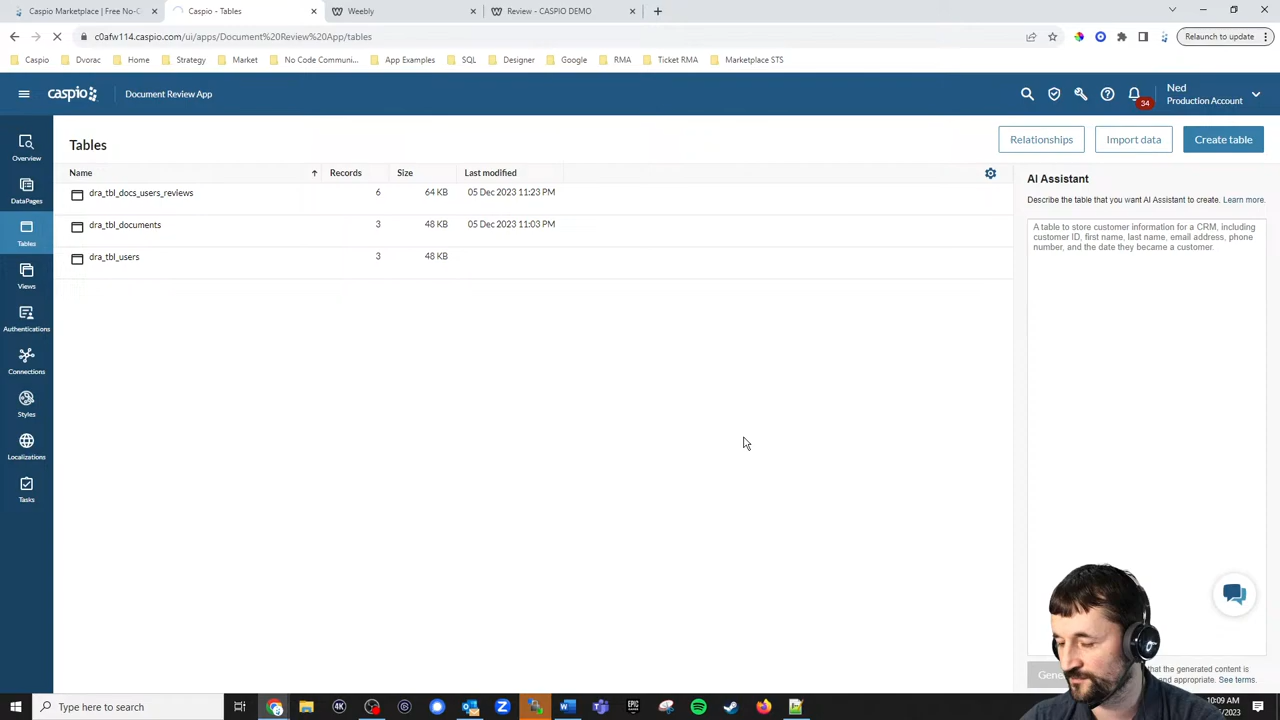 Caspio Marketplace | Free No-C
Caspio - Tables
Weebly
Review - CASPIO DEMO
c0afw114.caspio.com/ui/apps/Document%20Review%20App/tables
Relaunch to update
Caspio
Dvorac
Home
Strategy
Market
No Code Communi...
App Examples
SQL
Designer
Google
RMA
Ticket RMA
Marketplace STS
caspio
Document Review App
34
Ned
Production Account
Overview
DataPages
Tables
Views
Authentications
Connections
Styles
Localizations
Tasks
Tables
Relationships
Import data
Create table
Name
Records
Size
Last modified
dra_tbl_docs_users_reviews
6
64 KB
05 Dec 2023 11:23 PM
dra_tbl_documents
3
48 KB
05 Dec 2023 11:03 PM
dra_tbl_users
3
48 KB
AI Assistant
Describe the table that you want AI Assistant to create. Learn more.
A table to store customer information for a CRM, including
customer ID, first name, last name, email address, phone
number, and the date they became a customer.
that the generated content is
and appropriate. See terms.
Type here to search
10:09 AM